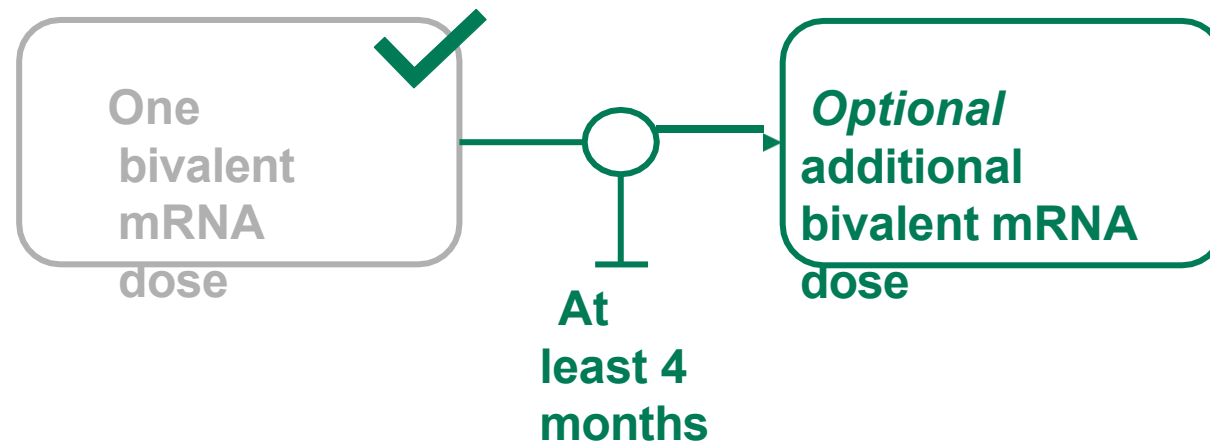 One
bivalent
mRNA
dose
At
least 4
months
Optional
additional
bivalent mRNA
dose